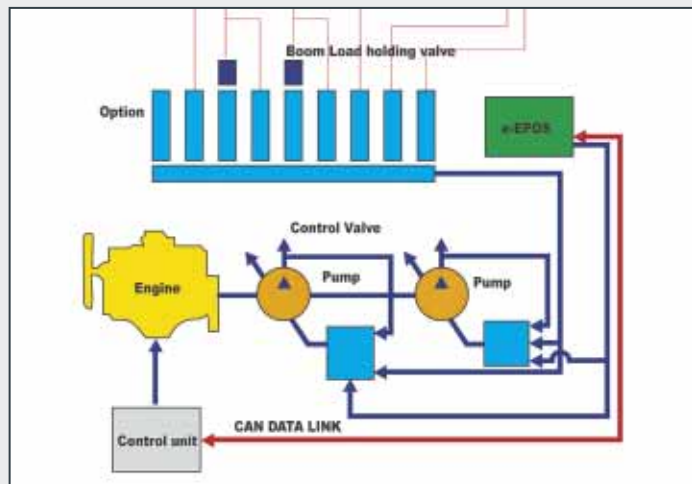 Boom Load holding valve
Option
e-EPOS
Control Valve
Engine
Pump
Pump
CAN DATA LINK
Control unit